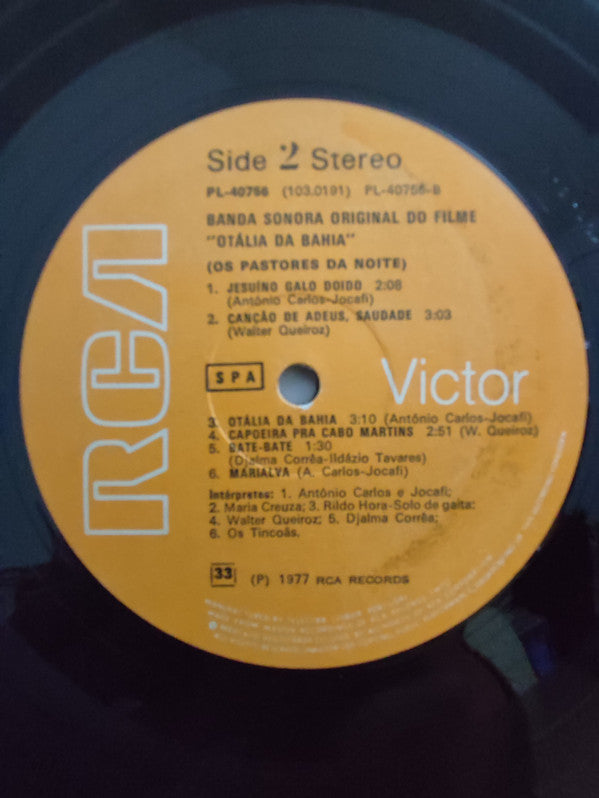 RCA
Side 2 Stereo
PL-40756 (103.0191) PL-40756-B
BANDA SONORA ORIGINAL DO FILME
"OTÁLIA DA BAHIA"
(OS PASTORES DA NOITE)
1. JESUÍNO GALO DOIDO 2:08
(Antônio Carlos-Jocafi)
2. CANÇÃO DE ADEUS, SAUDADE 3:03
(Walter Queiroz)
SPA
Victor
3. OTÁLIA DA BAHIA 3:10 (Antônio Carlos-Jocafi)
4. CAPOEIRA PRA CABO MARTINS 2:51 (W. Queiroz)
5. BATE-BATE 1:30
(Djalma Corrêa-Ildázio Tavares)
6. MARIALVA (A. Carlos-Jocafi)
Intérpretes: 1. Antônio Carlos e Jocafi;
2. Maria Creuza; 3. Rildo Hora-Solo de gaita;
4. Walter Queiroz; 5. Djalma Corrêa;
6. Os Tincoãs.
33 (P) 1977 RCA RECORDS